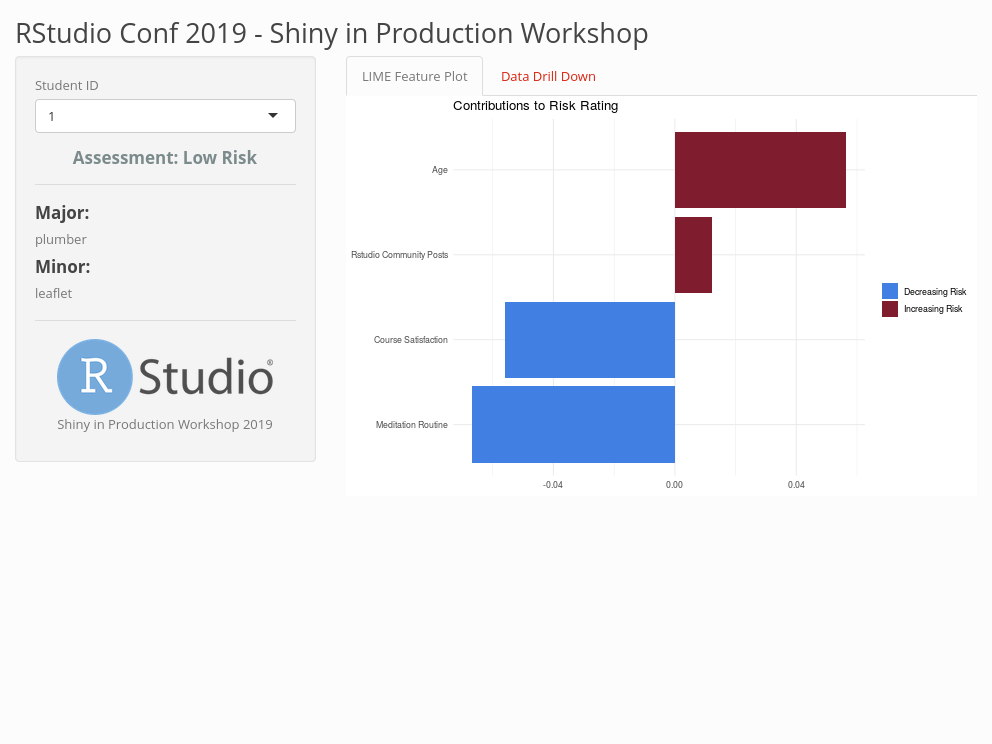 RStudio Conf 2019 - Shiny in Production Workshop
Student ID
1
Assessment: Low Risk
Major:
plumber
Minor:
leaflet
R Studio®
Shiny in Production Workshop 2019
LIME Feature Plot
Data Drill Down
Contributions to Risk Rating
Age
Rstudio Community Posts
Course Satisfaction
Meditation Routine
-0.04 0.00 0.04
Decreasing Risk
Increasing Risk